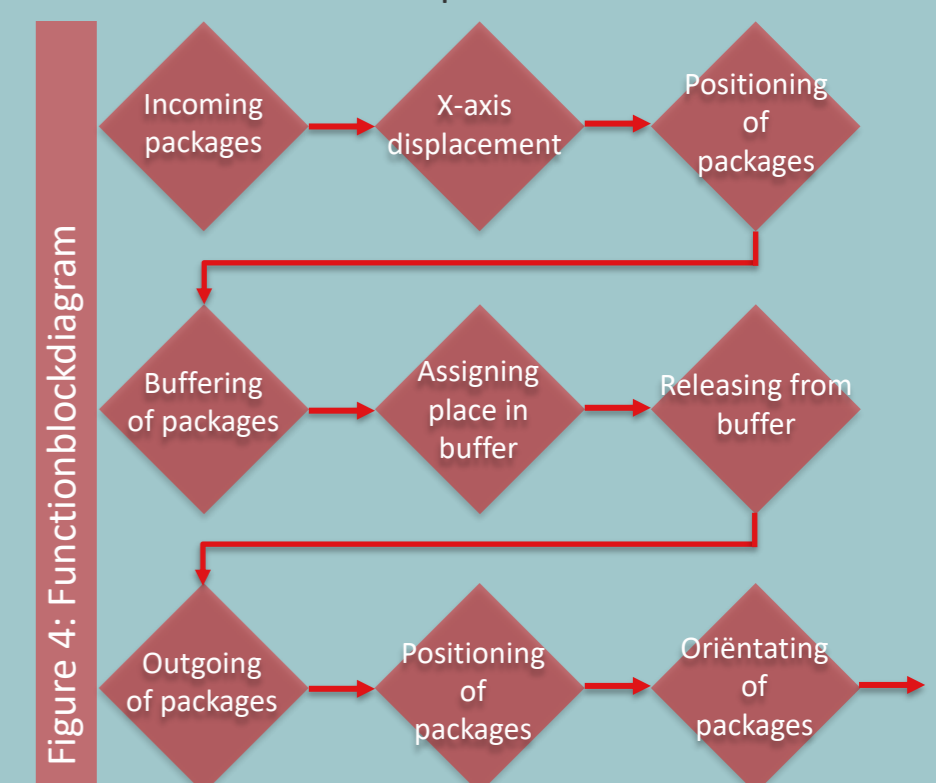 Figure 4: Functionblockdiagram
Incoming
packages
X-axis
displacement
Positioning
of
packages
Buffering
of packages
Assigning
place in
buffer
Releasing from
buffer
Outgoing
of packages
Positioning
of
packages
Oriëntating
of
packages